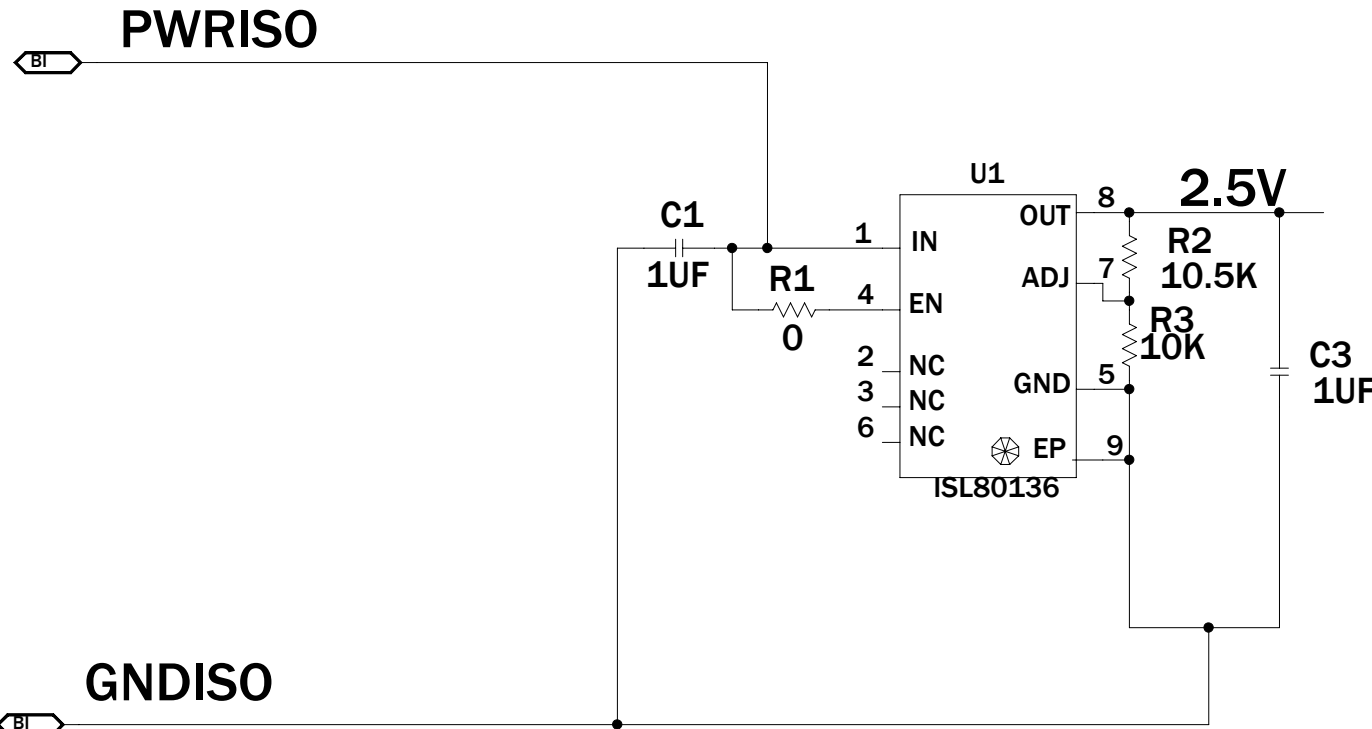 PWRISO
BI
U1
C1
1UF
1
IN
R1
0
4
EN
2
NC
3
NC
6
NC
OUT
8
2.5V
ADJ
7
R2
10.5K
R3
10K
GND
5
EP
9
ISL80136
C3
1UF
GNDISO
BI